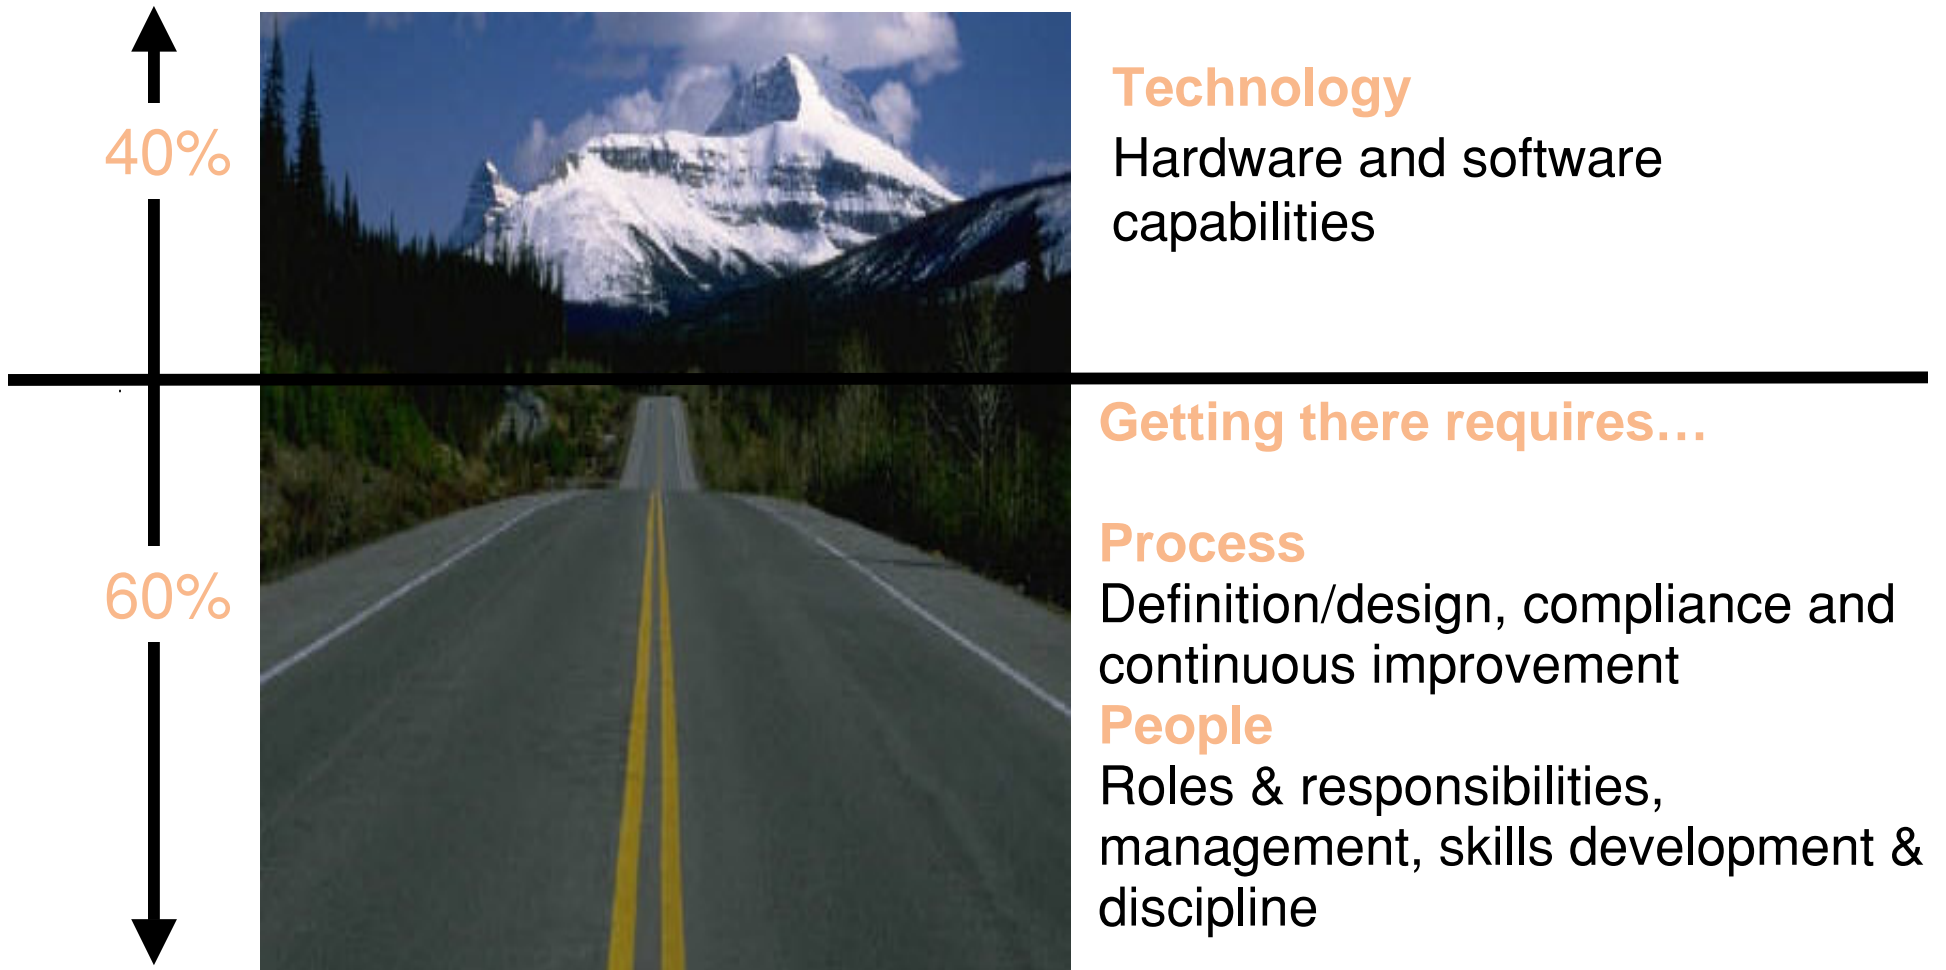 40%
Technology
Hardware and software
capabilities
Getting there requires…
60%
Process
Definition/design, compliance and
continuous improvement
People
Roles & responsibilities,
management, skills development &
discipline